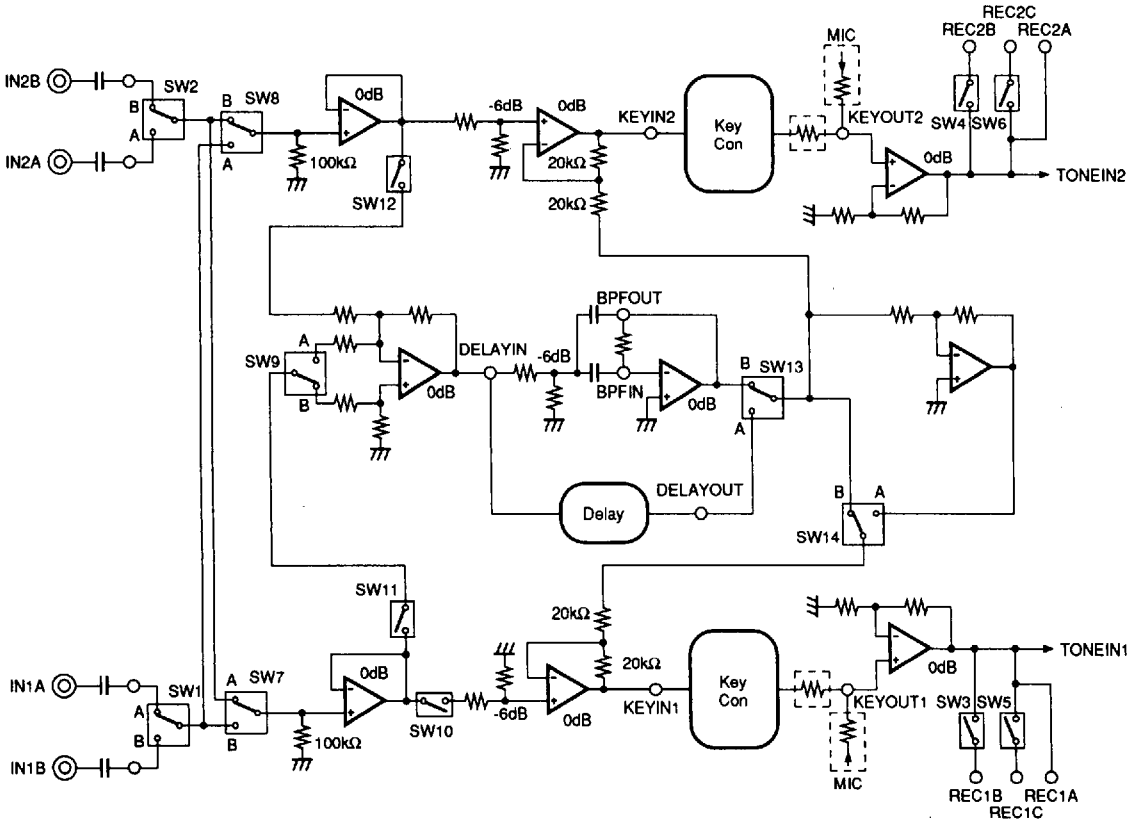 REC2C
REC2B REC2A
MIC
IN2B
SW2
B
A
B
SW8
A
0dB
-6dB
0dB
KEYIN2
Key
Con
KEYOUT2
SW4 SW6
IN2A
100kΩ
SW12
20kΩ
20kΩ
0dB
TONEIN2
BPFOUT
A
SW9
B
DELAYIN
0dB
-6dB
BPFIN
0dB
B
SW13
A
Delay
DELAYOUT
B A
SW14
SW11
20kΩ
20kΩ
IN1A
SW1
A
B
A
SW7
B
0dB
100kΩ
SW10
-6dB
0dB
KEYIN1
Key
Con
KEYOUT1
0dB
TONEIN1
SW3 SW5
IN1B
MIC
REC1B REC1A
REC1C